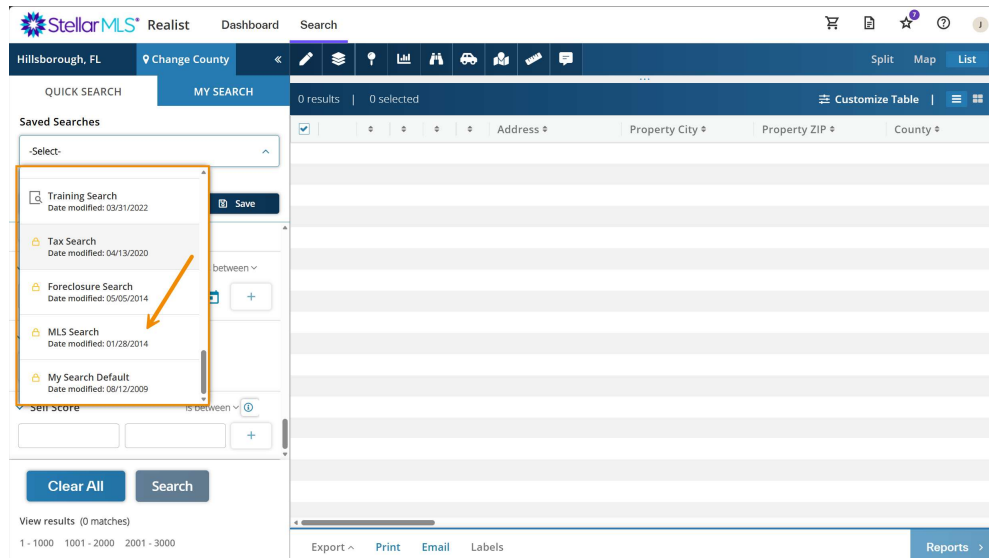 StellarMLS® Realist Dashboard Search
7
J
Hillsborough, FL Change County « Split Map List
QUICK SEARCH MY SEARCH
0 results | 0 selected Customize Table |
Saved Searches
Address Property City Property ZIP County
-Select-
Training Search
Date modified: 03/31/2022
Save
Tax Search
Date modified: 04/13/2020
between
Foreclosure Search
Date modified: 05/05/2014
+
MLS Search
Date modified: 01/28/2014
My Search Default
Date modified: 08/12/2009
Sell Score is between
+
Clear All Search
View results (0 matches)
1 - 1000 1001 - 2000 2001 - 3000
Export Print Email Labels Reports >